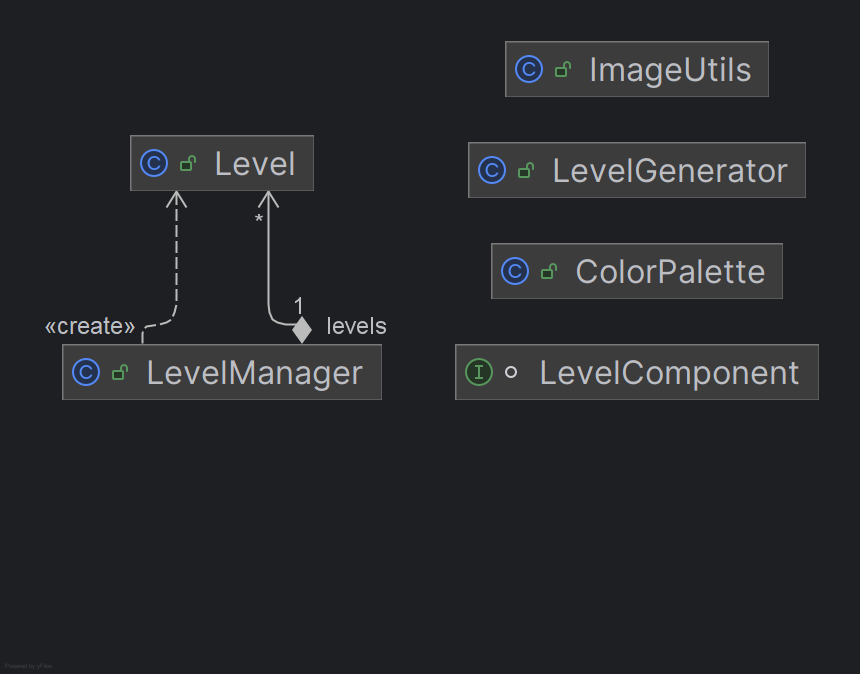 ImageUtils
Level
LevelGenerator
*
ColorPalette
1
«create»
levels
LevelManager
LevelComponent
Powered by yFiles